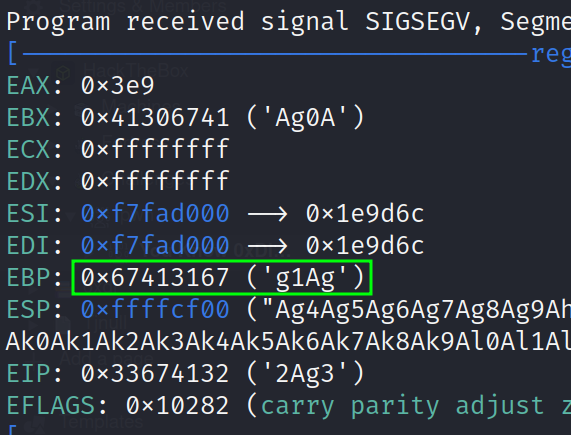 Program received signal SIGSEGV, Segme
[ reg
EAX: 0×3e9
EBX: 0×41306741 ('Ag0A')
ECX: 0×ffffffff
EDX: 0×ffffffff
ESI: 0×f7fad000 —> 0×1e9d6c
EDI: 0×f7fad000 —> 0×1e9d6c
EBP: 0×67413167 ('g1Ag')
ESP: 0×ffffcf00 ("Ag4Ag5Ag6Ag7Ag8Ag9Ah
Ak0Ak1Ak2Ak3Ak4Ak5Ak6Ak7Ak8Ak9Al0Al1Al
EIP: 0×33674132 ('2Ag3')
EFLAGS: 0×10282 (carry parity adjust z
[